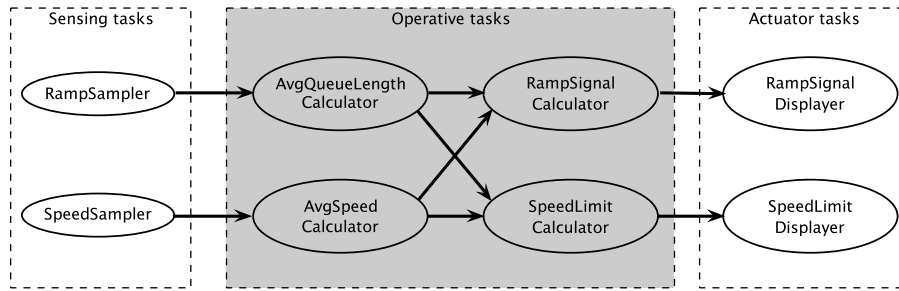 Sensing tasks
Operative tasks
Actuator tasks
RampSampler
AvgQueueLength
Calculator
RampSignal
Calculator
RampSignal
Displayer
SpeedSampler
AvgSpeed
Calculator
SpeedLimit
Calculator
SpeedLimit
Displayer